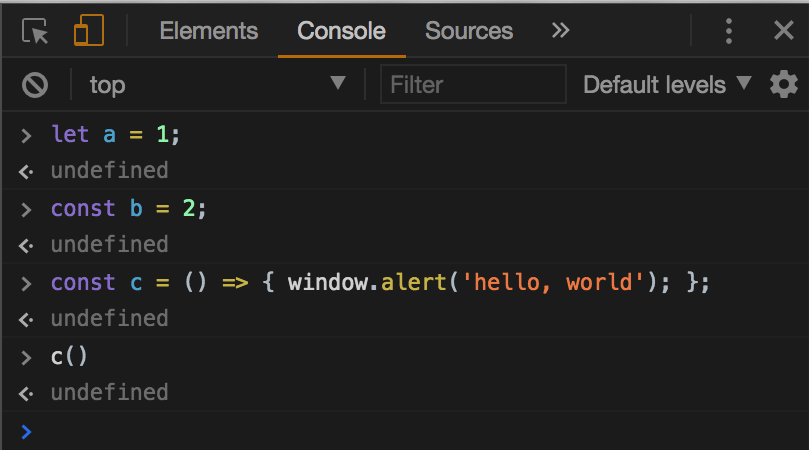 Elements Console Sources »
top Filter Default levels
> let a = 1;
undefined
> const b = 2;
undefined
> const c = () => { window.alert('hello, world'); };
undefined
> c()
undefined
>